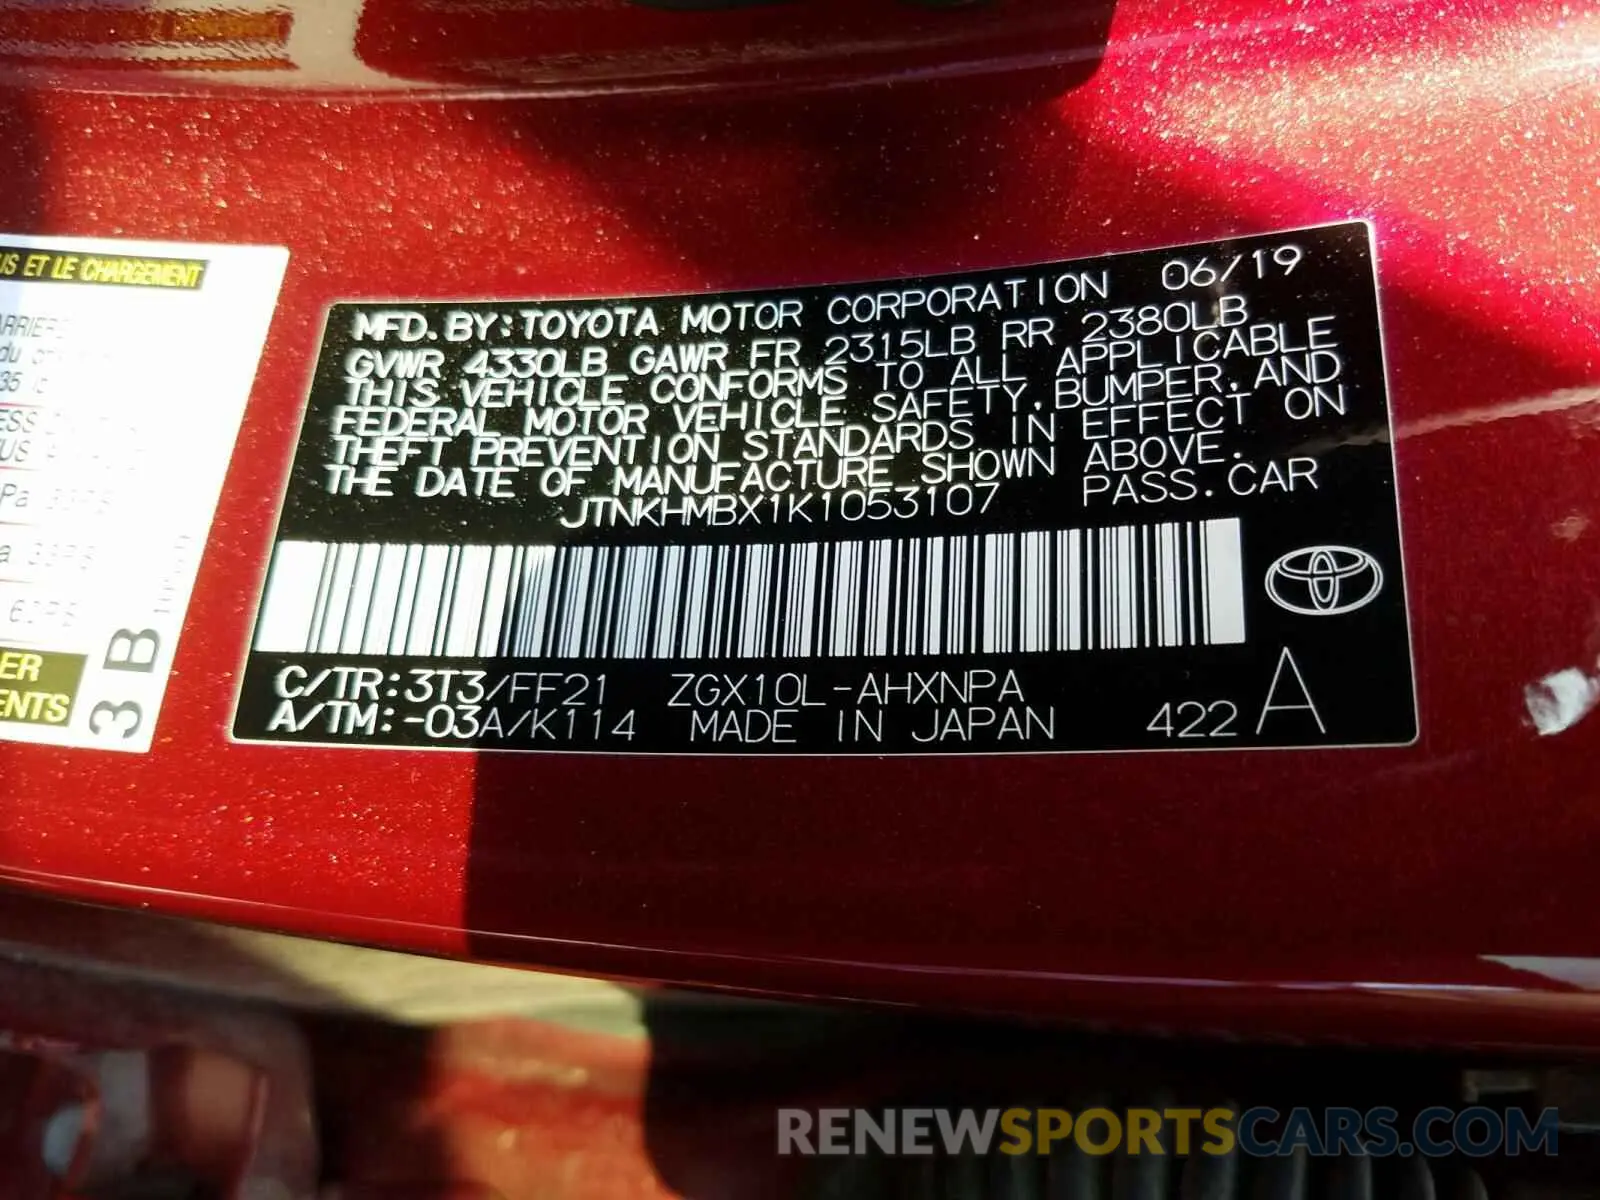 US ET LE CHARGEMENT
MFD. BY: TOYOTA MOTOR CORPORATION 06/19
GVWR 4330LB GAWR FR 2315LB RR 2380LB
THIS VEHICLE CONFORMS TO ALL APPLICABLE
FEDERAL MOTOR VEHICLE SAFETY, BUMPER, AND
THEFT PREVENTION STANDARDS IN EFFECT ON
THE DATE OF MANUFACTURE SHOWN ABOVE.
JTNKHMBX1K1053107 PASS. CAR
C/TR: 3T3/FF21 ZGX10L-AHXNPA
A/TM: -03A/K114 MADE IN JAPAN 422 A
ER
ENTS
3B
RENEWSPORTSCARS.COM